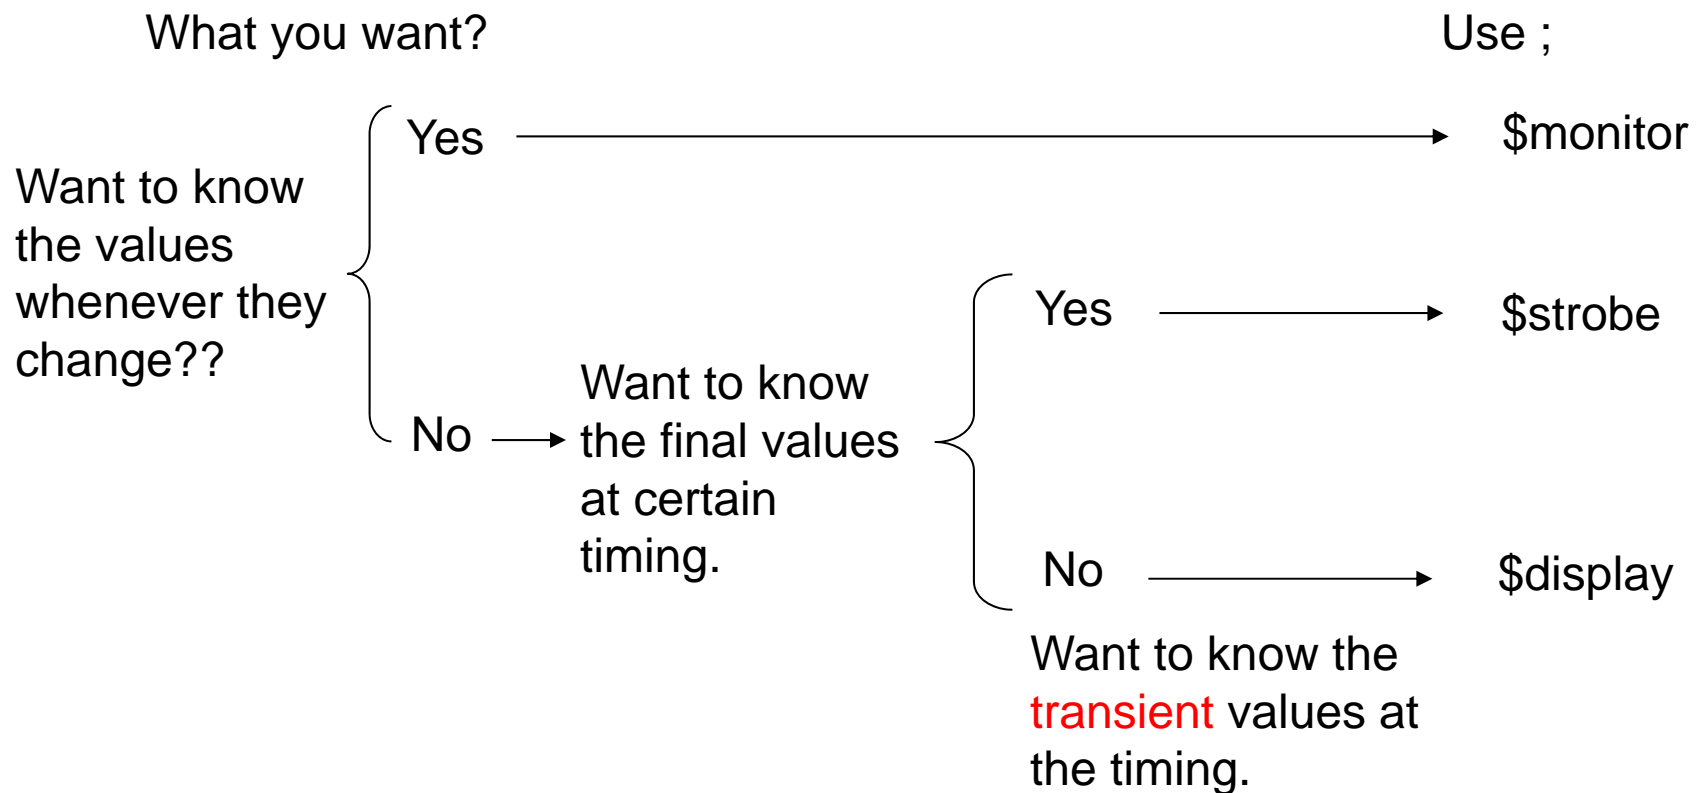 What you want?
Use ;
Yes
$monitor
Want to know
the values
whenever they
change??
Yes
$strobe
No
Want to know
the final values
at certain
timing.
No
$display
Want to know the
transient values at
the timing.